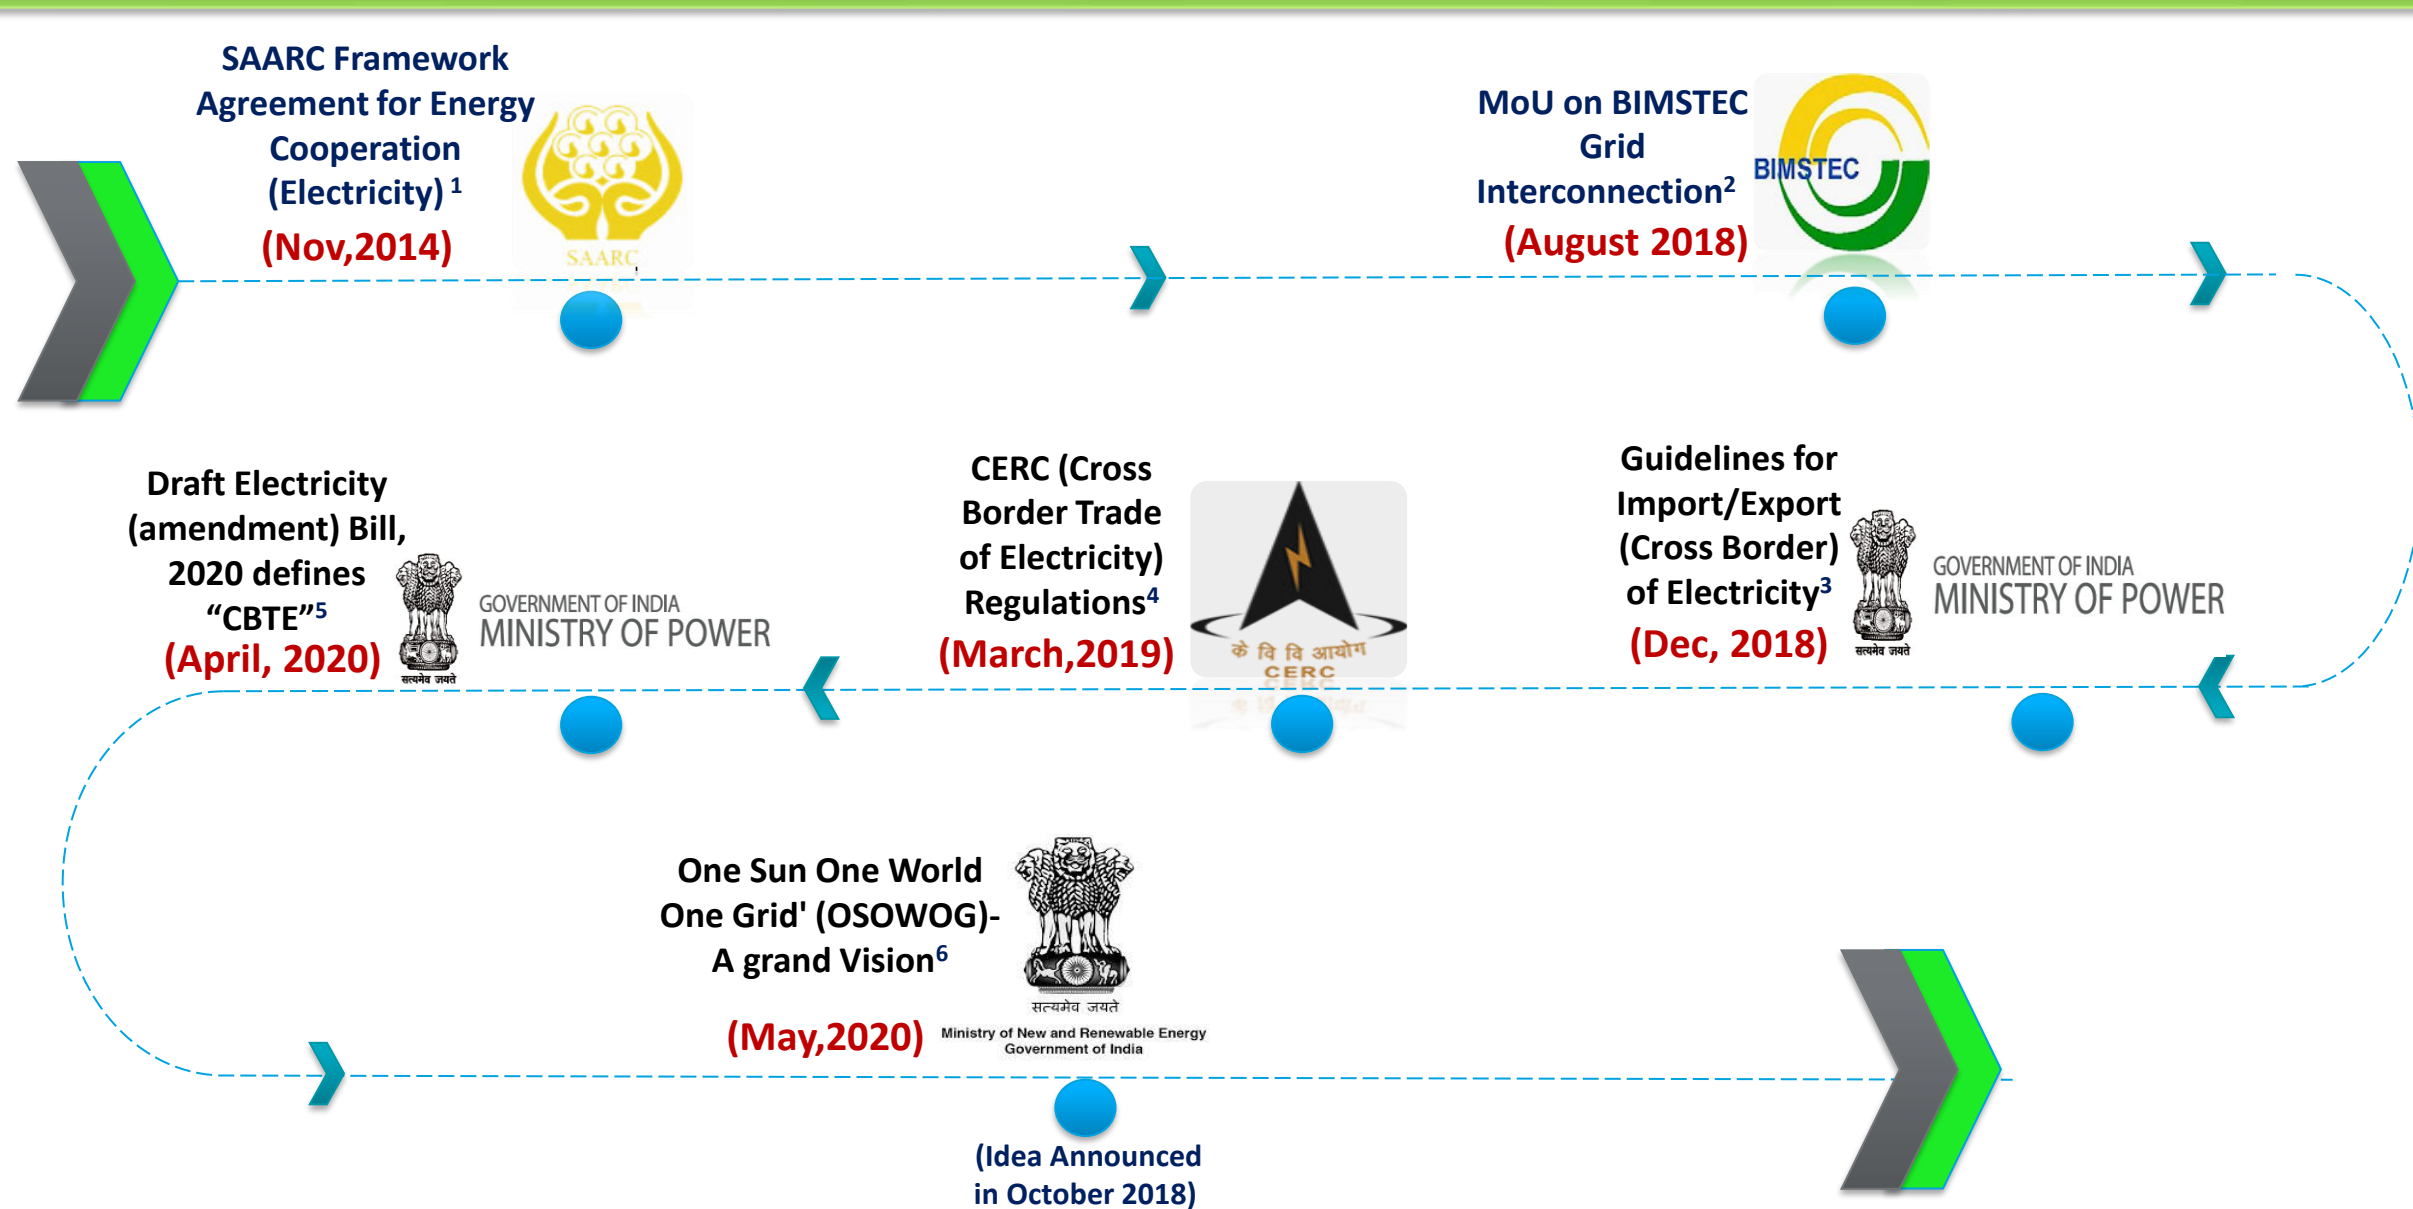 SAARC Framework
Agreement for Energy
Cooperation
(Electricity) 1
(Nov,2014)
SAARC
MoU on BIMSTEC
Grid
Interconnection2
(August 2018)
BIMSTEC
Guidelines for
Import/Export
(Cross Border)
of Electricity3
(Dec, 2018)
सत्यमेव जयते
GOVERNMENT OF INDIA
MINISTRY OF POWER
CERC (Cross
Border Trade
of Electricity)
Regulations4
(March,2019)
के वि वि आयोग
CERC
Draft Electricity
(amendment) Bill,
2020 defines
“CBTE”5
(April, 2020)
सत्यमेव जयते
GOVERNMENT OF INDIA
MINISTRY OF POWER
One Sun One World
One Grid' (OSOWOG)-
A grand Vision6
(May,2020)
सत्यमेव जयते
Ministry of New and Renewable Energy
Government of India
(Idea Announced
in October 2018)